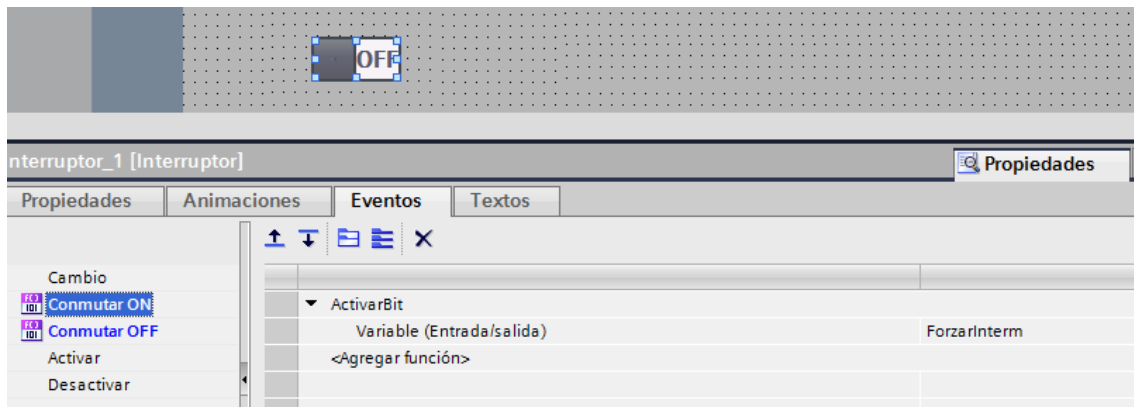 OFF
nterruptor_1 [Interruptor]
Propiedades
Propiedades
Animaciones
Eventos
Textos
Cambio
Conmutar ON
Conmutar OFF
Activar
Desactivar
ActivarBit
Variable (Entrada/salida)
ForzarInterm
<Agregar función>